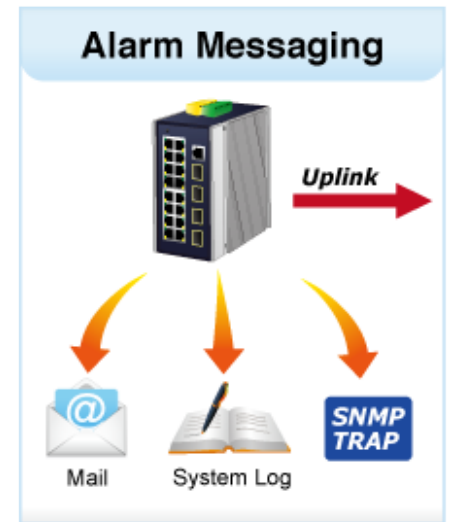 Alarm Messaging
Uplink
@
Mail
System Log
SNMP
TRAP